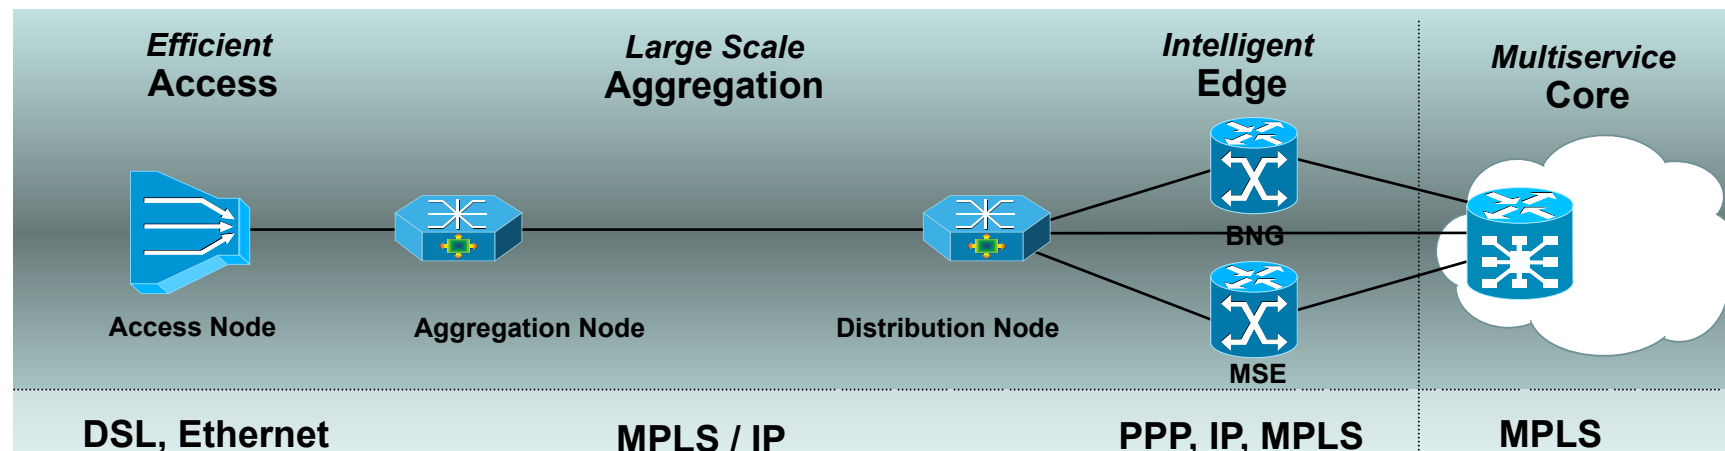 Efficient
Access
Large Scale
Aggregation
Intelligent
Edge
Multiservice
Core
BNG
Access Node
Aggregation Node
Distribution Node
MSE
DSL, Ethernet
MPLS / IP
PPP, IP, MPLS
MPLS